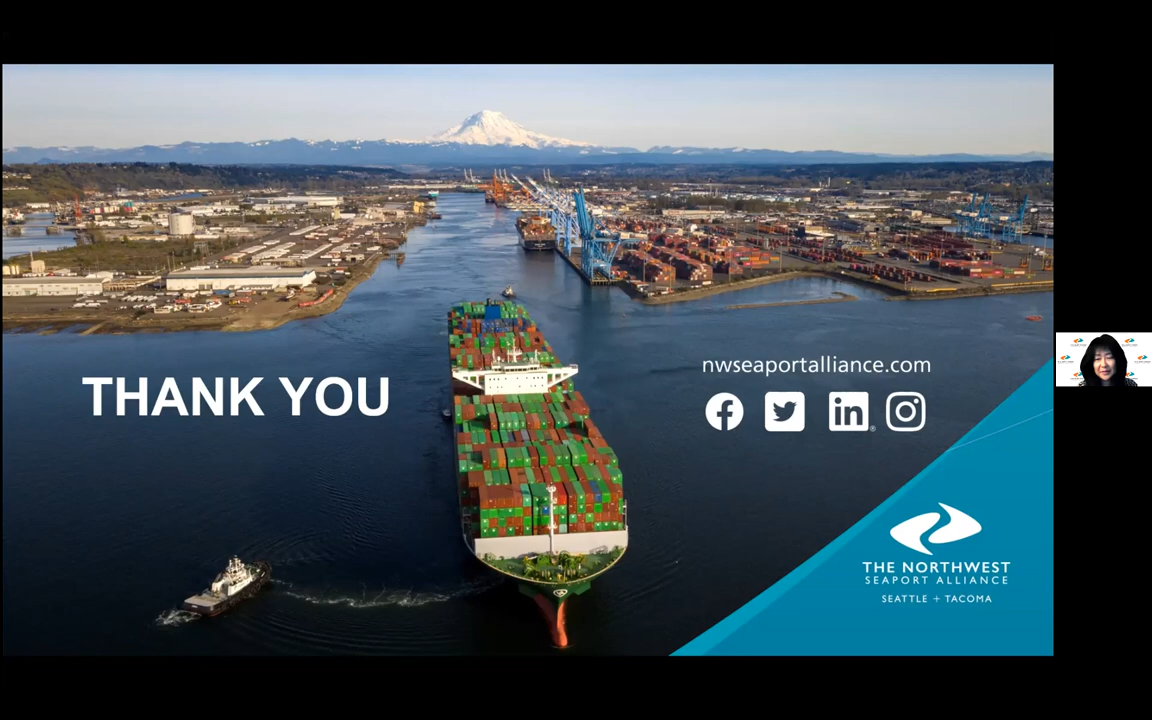 THANK YOU
nwseaportalliance.com
THE NORTHWEST
SEAPORT ALLIANCE
SEATTLE + TACOMA